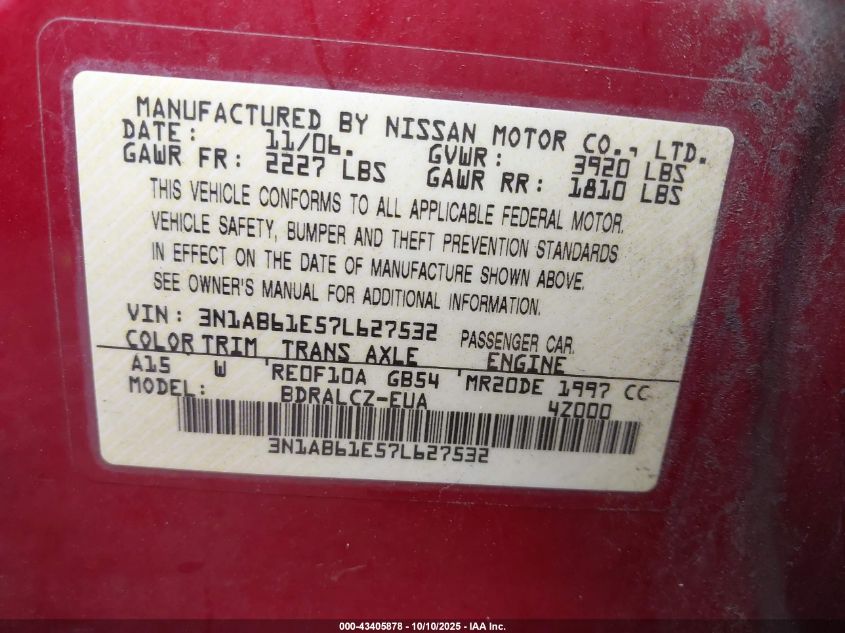 MANUFACTURED BY NISSAN MOTOR CO., LTD.
DATE: 11/06. GVWR: 3920 LBS
GAWR FR: 2227 LBS GAWR RR: 1810 LBS
THIS VEHICLE CONFORMS TO ALL APPLICABLE FEDERAL MOTOR
VEHICLE SAFETY, BUMPER AND THEFT PREVENTION STANDARDS
IN EFFECT ON THE DATE OF MANUFACTURE SHOWN ABOVE.
SEE OWNER'S MANUAL FOR ADDITIONAL INFORMATION.
VIN: 3N1AB61E57L627532 PASSENGER CAR.
COLOR TRIM TRANS AXLE ENGINE
A15 W 'RE0F10A GB54 'MR20DE 1997 CC
MODEL: BDRALCZ-EUA 4Z000
3N1AB61E57L627532
000-43405878 - 10/10/2025 - IAA Inc.